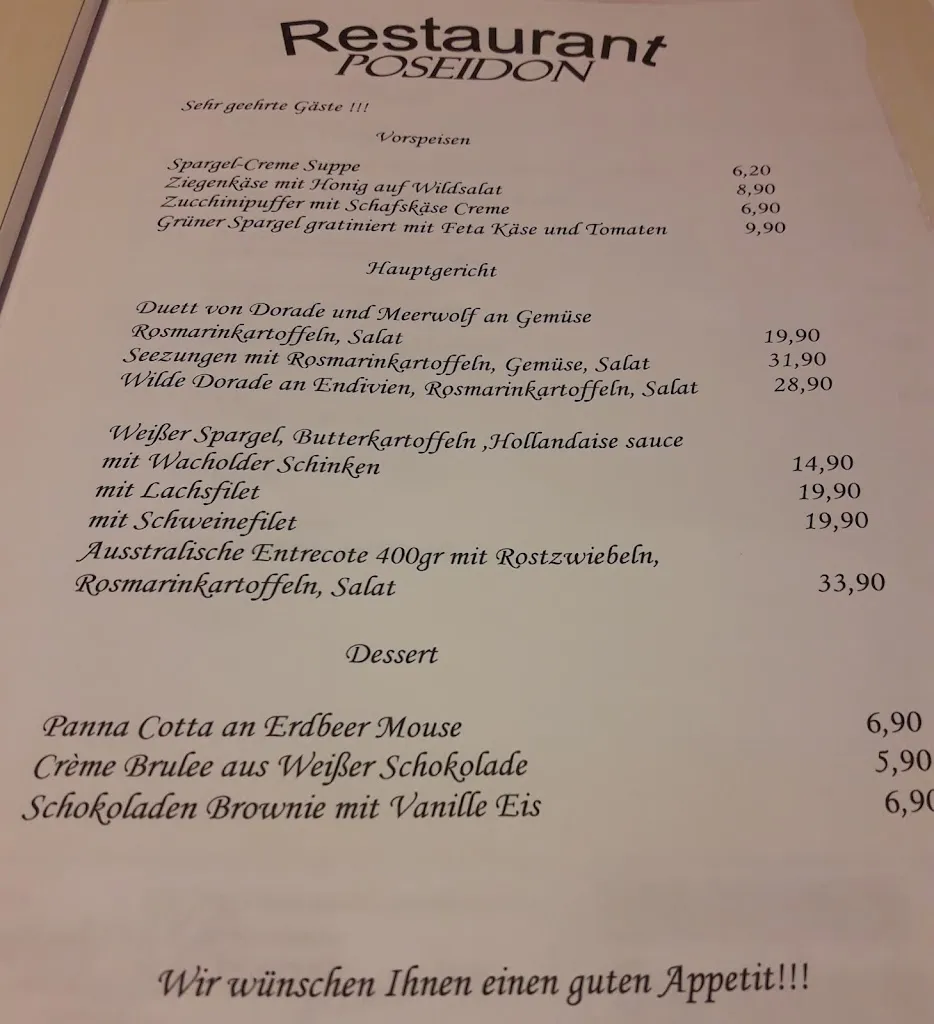 Restaurant
POSEIDON
Sehr geehrte Gäste !!!
Vorspeisen
Spargel-Creme Suppe 6,20
Ziegenkäse mit Honig auf Wildsalat 8,90
Zucchinipuffer mit Schafskäse Creme 6,90
Grüner Spargel gratiniert mit Feta Käse und Tomaten 9,90
Hauptgericht
Duett von Dorade und Meerwolf an Gemüse
Rosmarinkartoffeln, Salat 19,90
Seezungen mit Rosmarinkartoffeln, Gemüse, Salat 31,90
Wilde Dorade an Endivien, Rosmarinkartoffeln, Salat 28,90
Weißer Spargel, Butterkartoffeln ,Hollandaise sauce
mit Wacholder Schinken 14,90
mit Lachsfilet 19,90
mit Schweinefilet 19,90
Ausstralische Entrecote 400gr mit Rostzwiebeln,
Rosmarinkartoffeln, Salat 33,90
Dessert
Panna Cotta an Erdbeer Mouse 6,90
Crème Brulee aus Weißer Schokolade 5,90
Schokoladen Brownie mit Vanille Eis 6,90
Wir wünschen Ihnen einen guten Appetit!!!